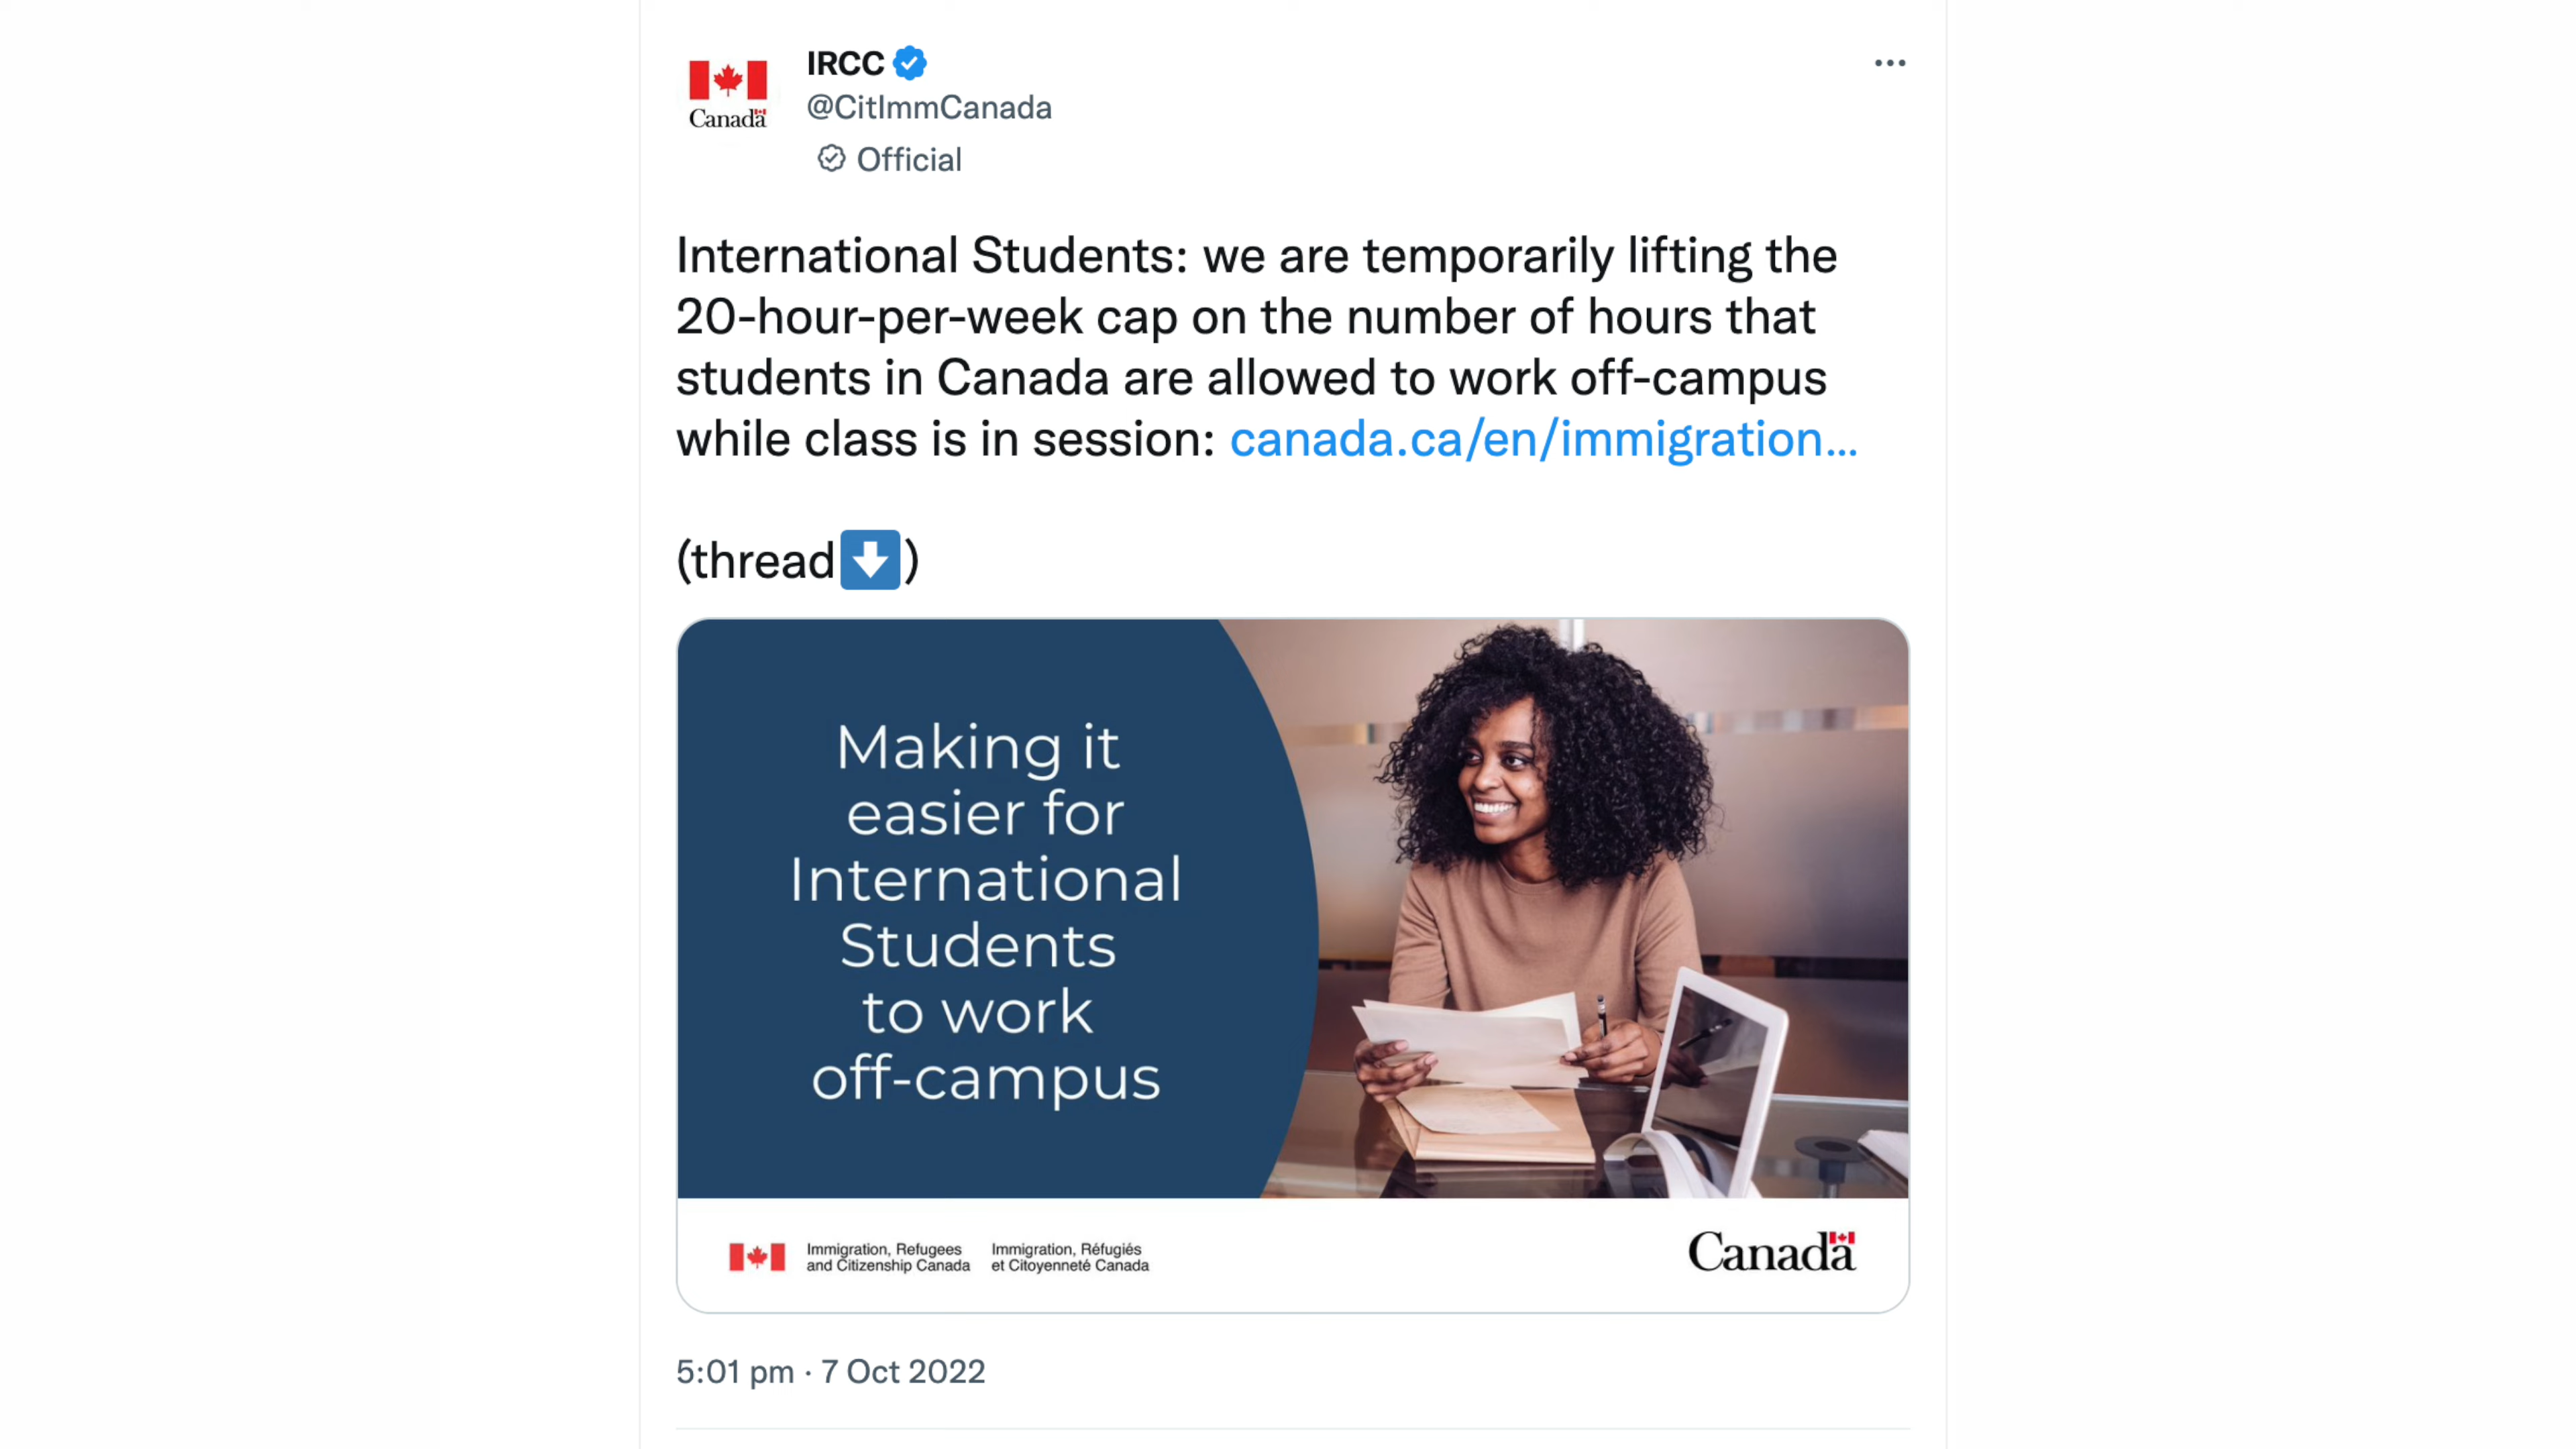 IRCC
@CitImmCanada
Official
International Students: we are temporarily lifting the
20-hour-per-week cap on the number of hours that
students in Canada are allowed to work off-campus
while class is in session: canada.ca/en/immigration…
(thread⬇️)
Making it
easier for
International
Students
to work
off-campus
Immigration, Refugees
and Citizenship Canada
Immigration, Réfugiés
et Citoyenneté Canada
Canada
5:01 pm · 7 Oct 2022
Canada